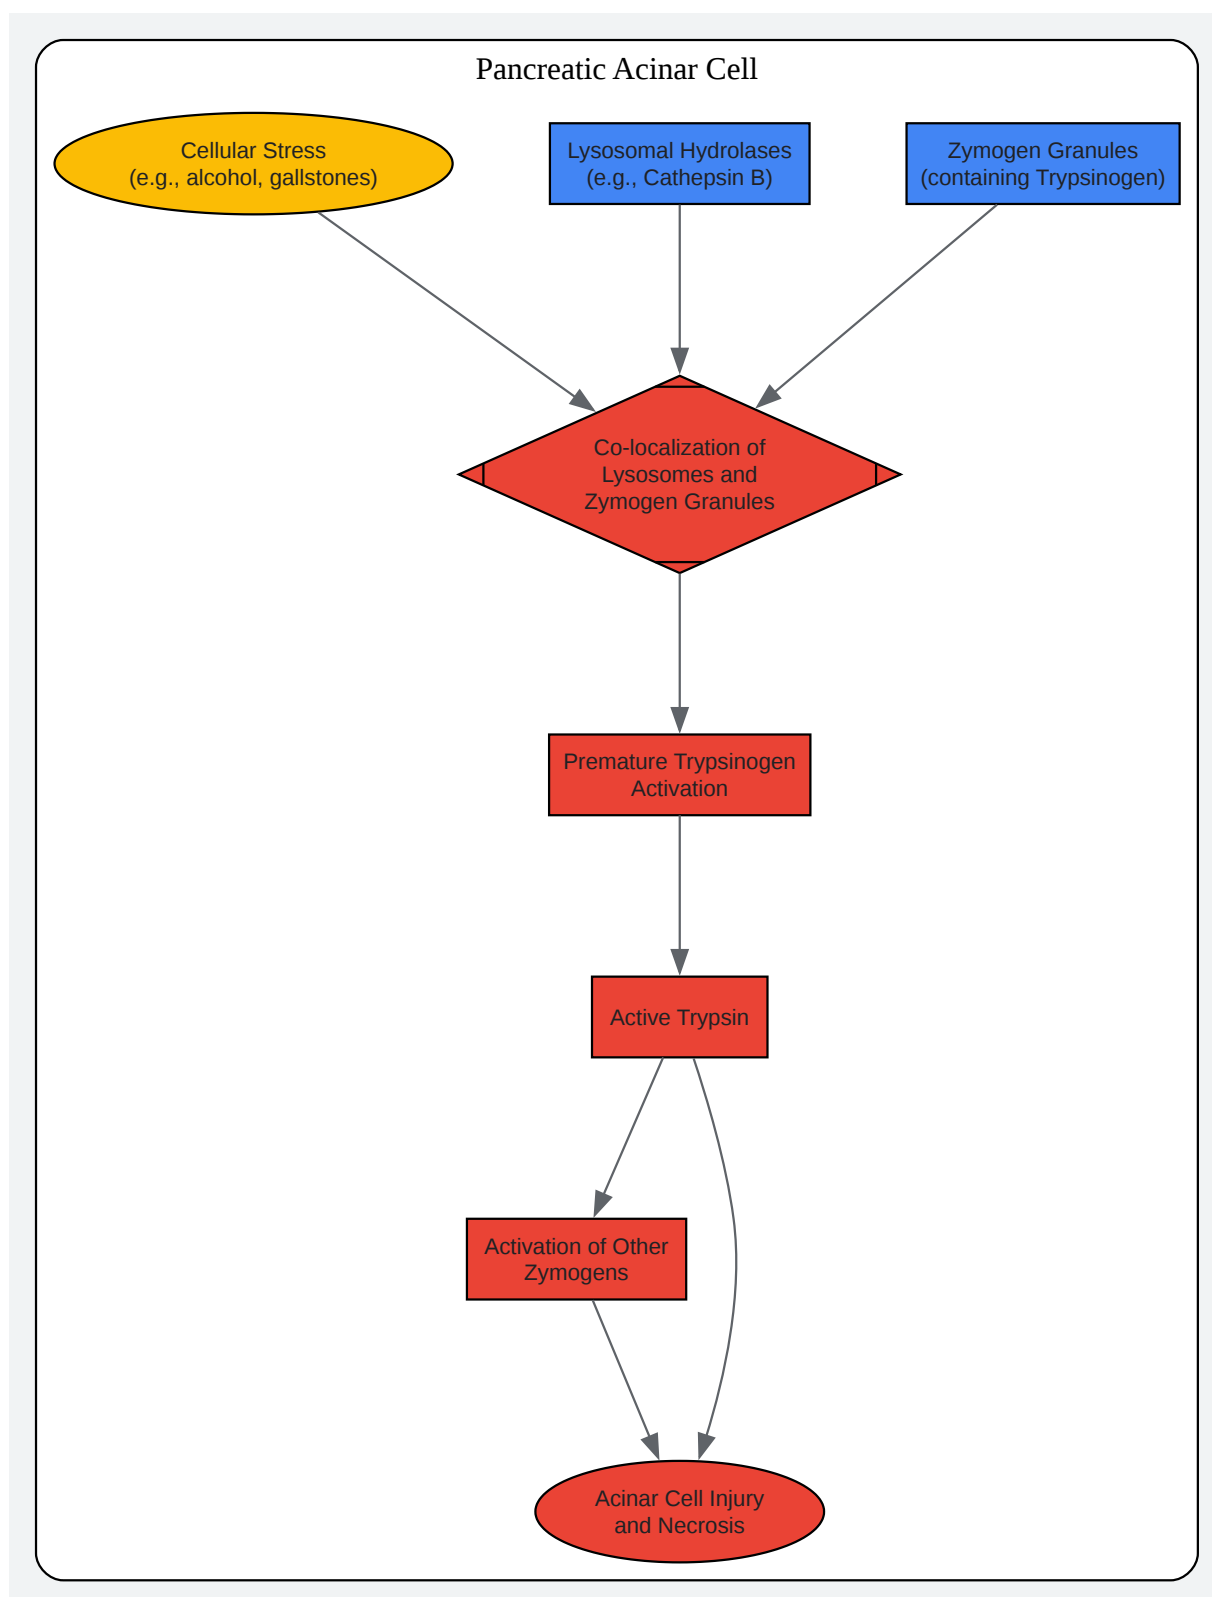 Pancreatic Acinar Cell
Cellular Stress
(e.g., alcohol, gallstones)
Lysosomal Hydrolases
(e.g., Cathepsin B)
Zymogen Granules
(containing Trypsinogen)
Co-localization of
Lysosomes and
Zymogen Granules
Premature Trypsinogen
Activation
Active Trypsin
Activation of Other
Zymogens
Acinar Cell Injury
and Necrosis